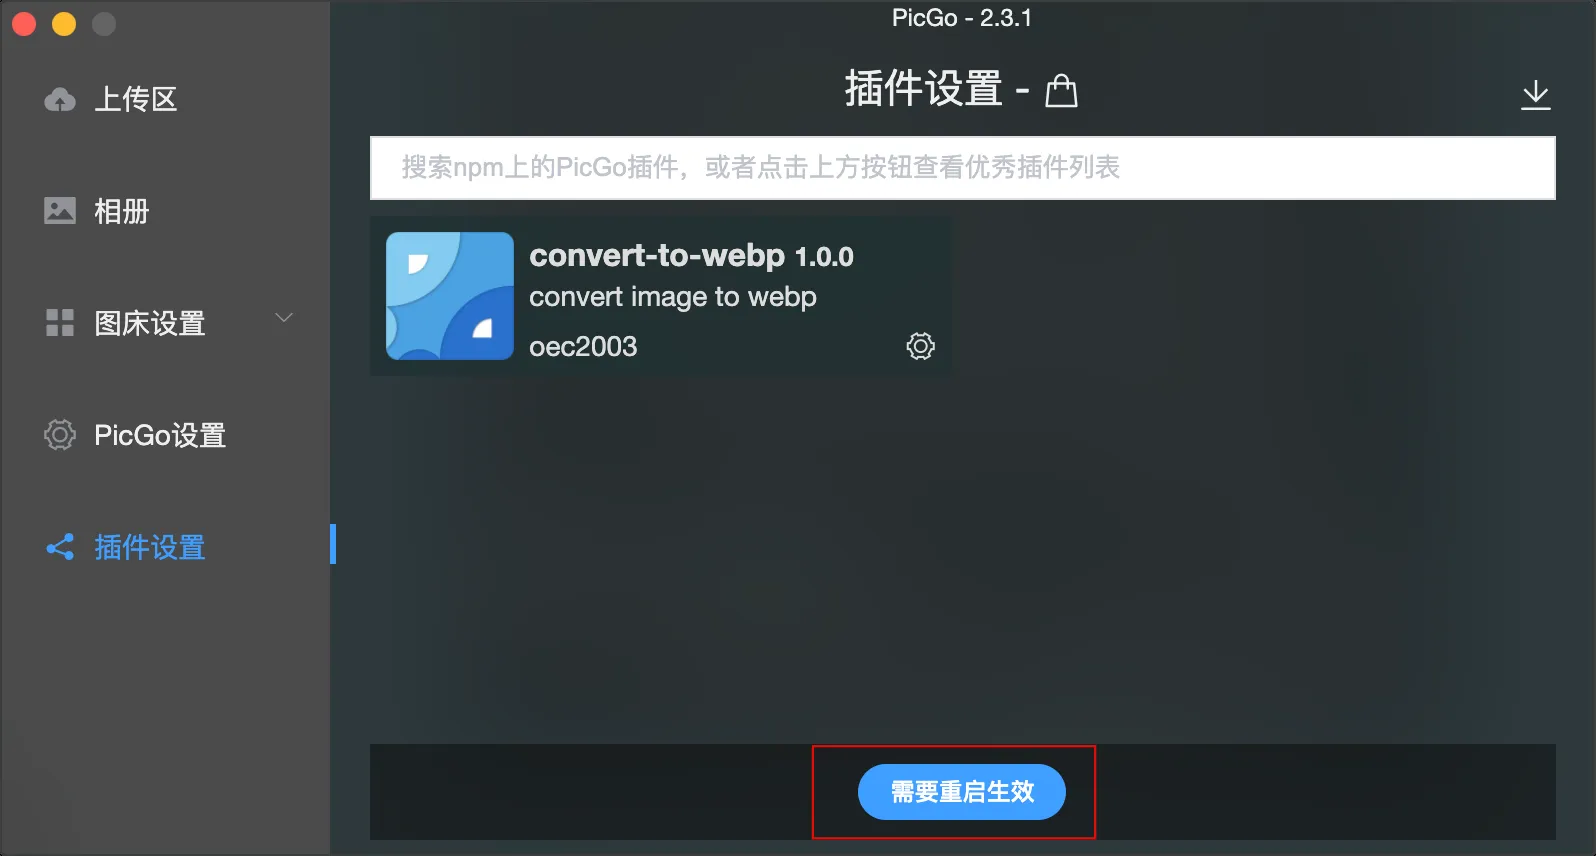 PicGo - 2.3.1
上传区
相册
图床设置
PicGo设置
插件设置
插件设置 -
搜索npm上的PicGo插件，或者点击上方按钮查看优秀插件列表
convert-to-webp 1.0.0
convert image to webp
oec2003
需要重启生效